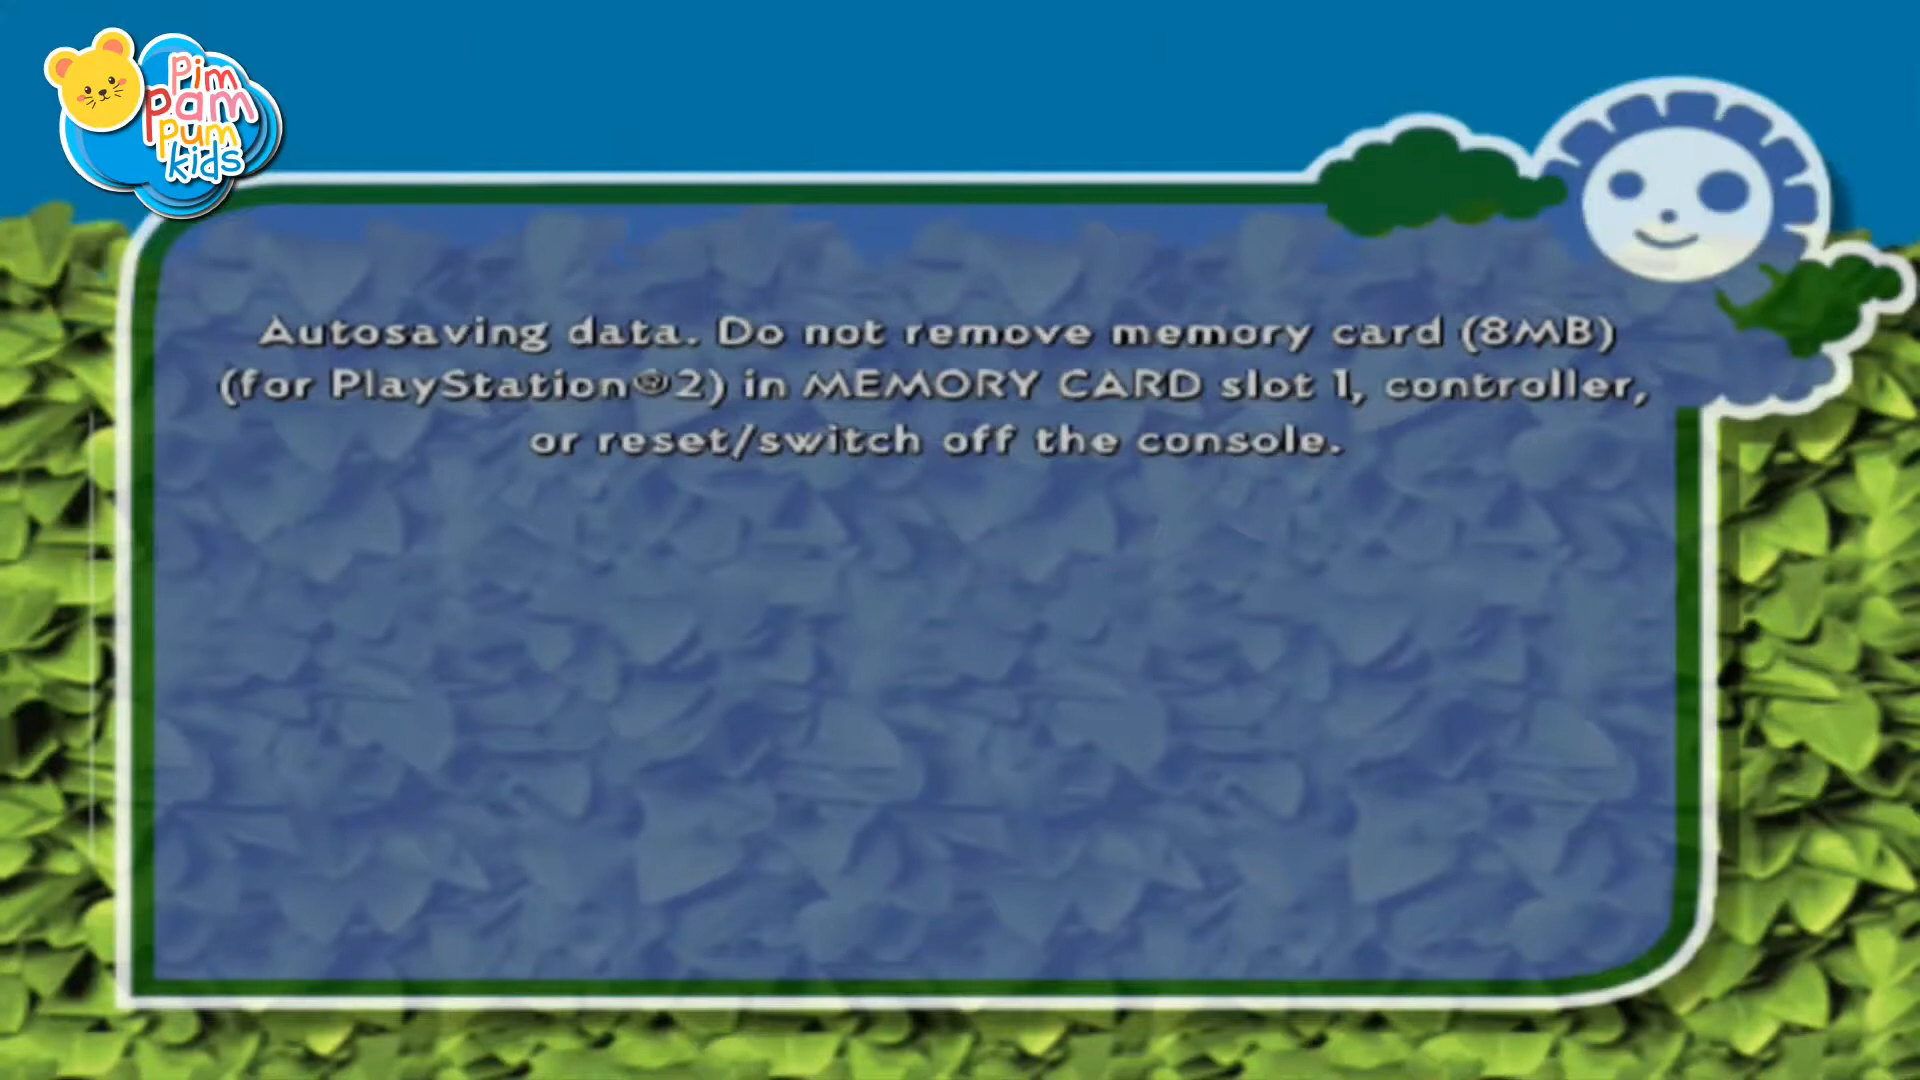 Pim
Pam
Pum
kids
Autosaving data. Do not remove memory card (8MB)
(for PlayStation®2) in MEMORY CARD slot 1, controller,
or reset/switch off the console.